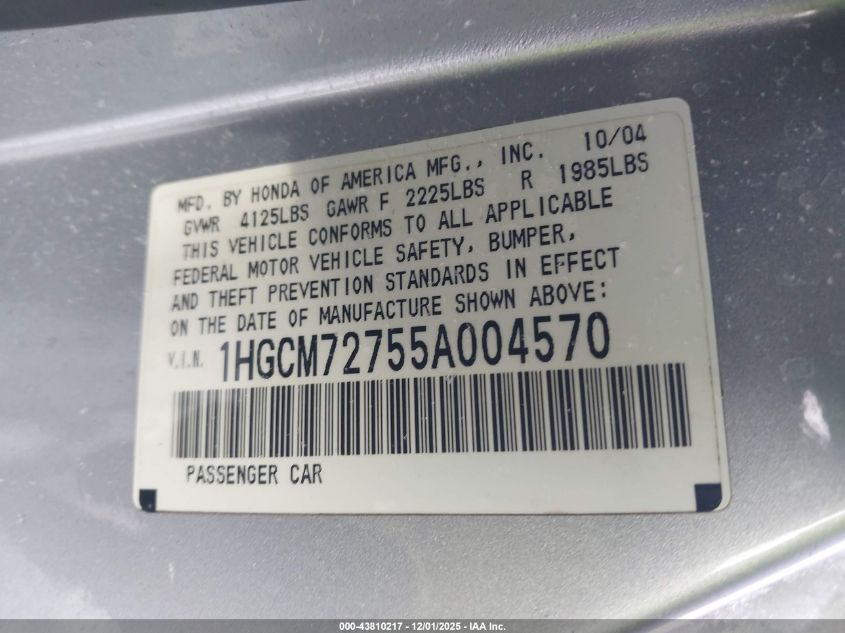 MFD. BY HONDA OF AMERICA MFG., INC. 10/04
GVWR 4125LBS GAWR F 2225LBS R 1985LBS
THIS VEHICLE CONFORMS TO ALL APPLICABLE
FEDERAL MOTOR VEHICLE SAFETY, BUMPER,
AND THEFT PREVENTION STANDARDS IN EFFECT
ON THE DATE OF MANUFACTURE SHOWN ABOVE:
V.I.N. 1HGCM72755A004570
PASSENGER CAR
000-43810217 - 12/01/2025 - IAA Inc.